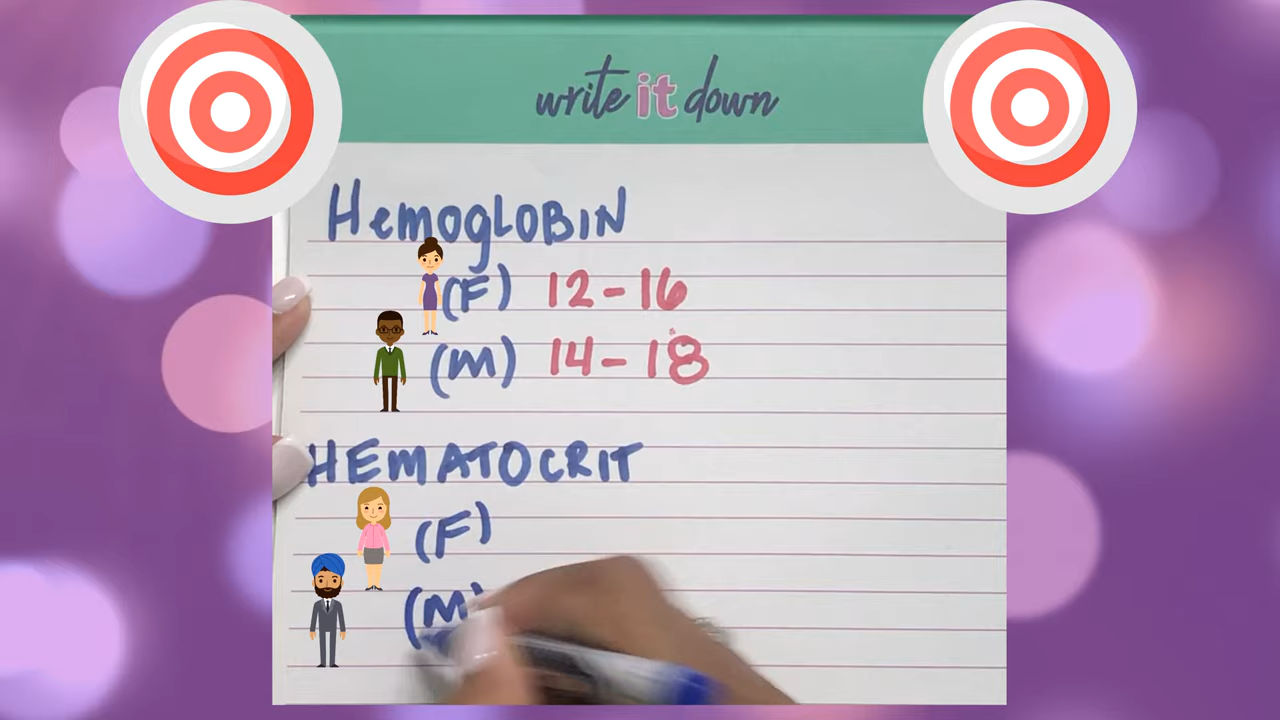 write it down
HemogLOBIN
(F) 12-16
(M) 14-18
HEMATOCRIT
(F)
(M)